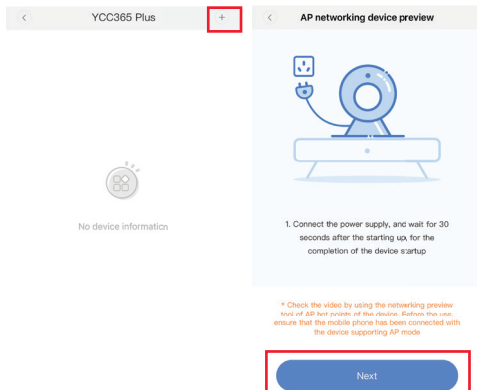 YCC365 Plus
+
No device information
AP networking device preview
1. Connect the power supply, and wait for 30
seconds after the starting up, for the
completion of the device startup
* Check the video by using the networking preview
tool of AP hot points of the device. Before the use,
ensure that the mobile phone has been connected with
the device supporting AP mode
Next